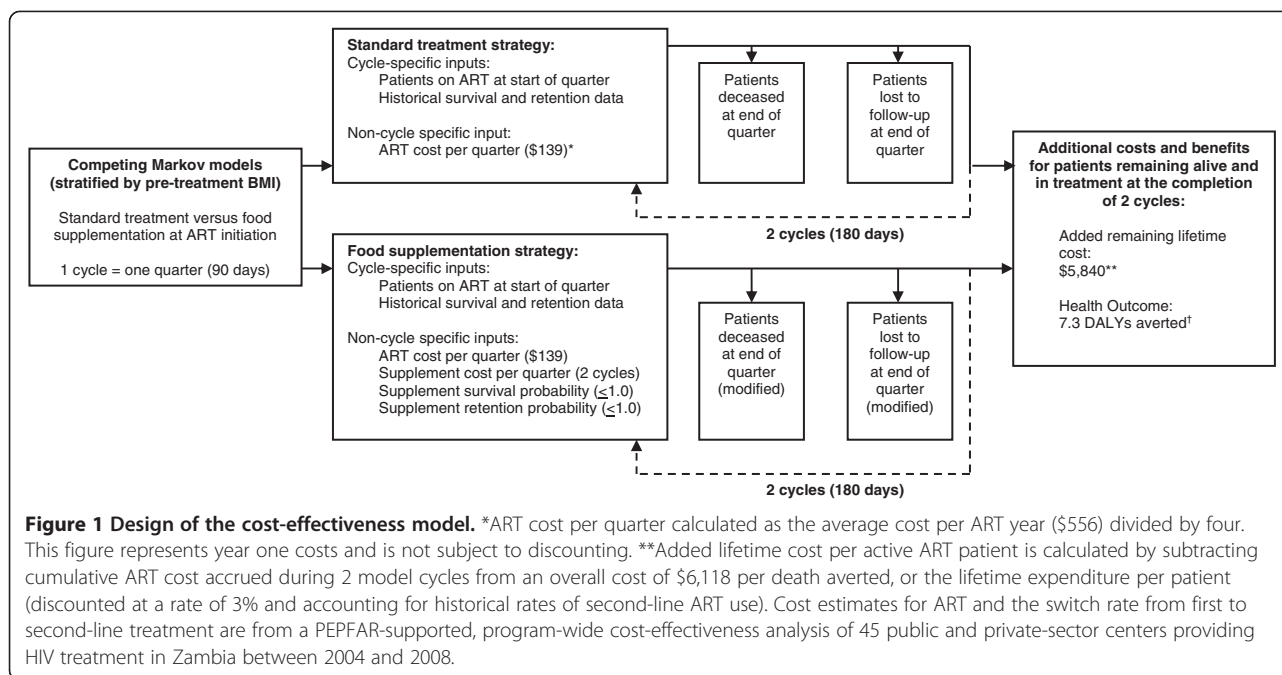 Competing Markov models
(stratified by pre-treatment BMI)
Standard treatment versus food
supplementation at ART initiation
1 cycle = one quarter (90 days)
Standard treatment strategy:
Cycle-specific inputs:
Patients on ART at start of quarter
Historical survival and retention data
Non-cycle specific input:
ART cost per quarter ($139)*
Patients
deceased
at end of
quarter
Patients
lost to
follow-up
at end of
quarter
2 cycles (180 days)
Food supplementation strategy:
Cycle-specific inputs:
Patients on ART at start of quarter
Historical survival and retention data
Non-cycle specific inputs:
ART cost per quarter ($139)
Supplement cost per quarter (2 cycles)
Supplement survival probability (≤1.0)
Supplement retention probability (≤1.0)
Patients
deceased
at end of
quarter
(modified)
Patients
lost to
follow-up
at end of
quarter
(modified)
2 cycles (180 days)
Additional costs and benefits
for patients remaining alive and
in treatment at the completion
of 2 cycles:
Added remaining lifetime
cost:
$5,840**
Health Outcome:
7.3 DALYs averted†
Figure 1 Design of the cost-effectiveness model. *ART cost per quarter calculated as the average cost per ART year ($556) divided by four.
This figure represents year one costs and is not subject to discounting. **Added lifetime cost per active ART patient is calculated by subtracting
cumulative ART cost accrued during 2 model cycles from an overall cost of $6,118 per death averted, or the lifetime expenditure per patient
(discounted at a rate of 3% and accounting for historical rates of second-line ART use). Cost estimates for ART and the switch rate from first to
second-line treatment are from a PEPFAR-supported, program-wide cost-effectiveness analysis of 45 public and private-sector centers providing
HIV treatment in Zambia between 2004 and 2008.